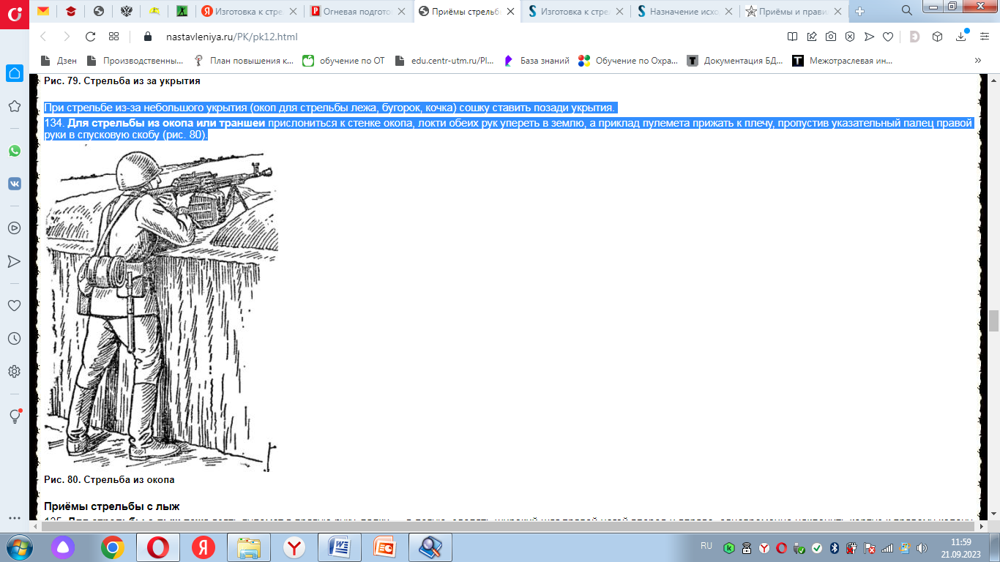 Изготовка к стре
Огневая подгото
Приёмы стрельб
Изготовка к стрел
Назначение исхо
Приёмы и прави
nastavleniya.ru/PK/pk12.html
Дзен
Производственны...
План повышения к...
обучение по ОТ
edu.centr-utm.ru/Pl...
База знаний
Обучение по Охра...
Документация БД...
Межотраслевая ин...
Рис. 79. Стрельба из за укрытия
При стрельбе из-за небольшого укрытия (окоп для стрельбы лежа, бугорок, кочка) сошку ставить позади укрытия.
134. Для стрельбы из окопа или траншеи прислониться к стенке окопа, локти обеих рук упереть в землю, а приклад пулемета прижать к плечу, пропустив указательный палец правой
руки в спусковую скобу (рис. 80).
Рис. 80. Стрельба из окопа
Приёмы стрельбы с лыж
RU
11:59
21.09.2023